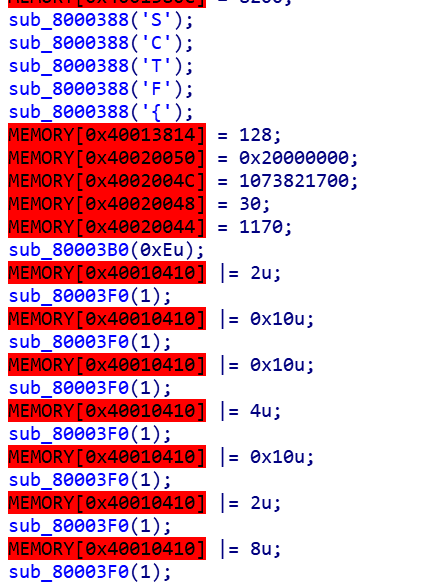 MEMORY[0x4001380C] = 8200;
sub_8000388('S');
sub_8000388('C');
sub_8000388('T');
sub_8000388('F');
sub_8000388('{');
MEMORY[0x40013814] = 128;
MEMORY[0x40020050] = 0x20000000;
MEMORY[0x4002004C] = 1073821700;
MEMORY[0x40020048] = 30;
MEMORY[0x40020044] = 1170;
sub_80003B0(0xEu);
MEMORY[0x40010410] |= 2u;
sub_80003F0(1);
MEMORY[0x40010410] |= 0x10u;
sub_80003F0(1);
MEMORY[0x40010410] |= 0x10u;
sub_80003F0(1);
MEMORY[0x40010410] |= 4u;
sub_80003F0(1);
MEMORY[0x40010410] |= 0x10u;
sub_80003F0(1);
MEMORY[0x40010410] |= 2u;
sub_80003F0(1);
MEMORY[0x40010410] |= 8u;
sub_80003F0(1);